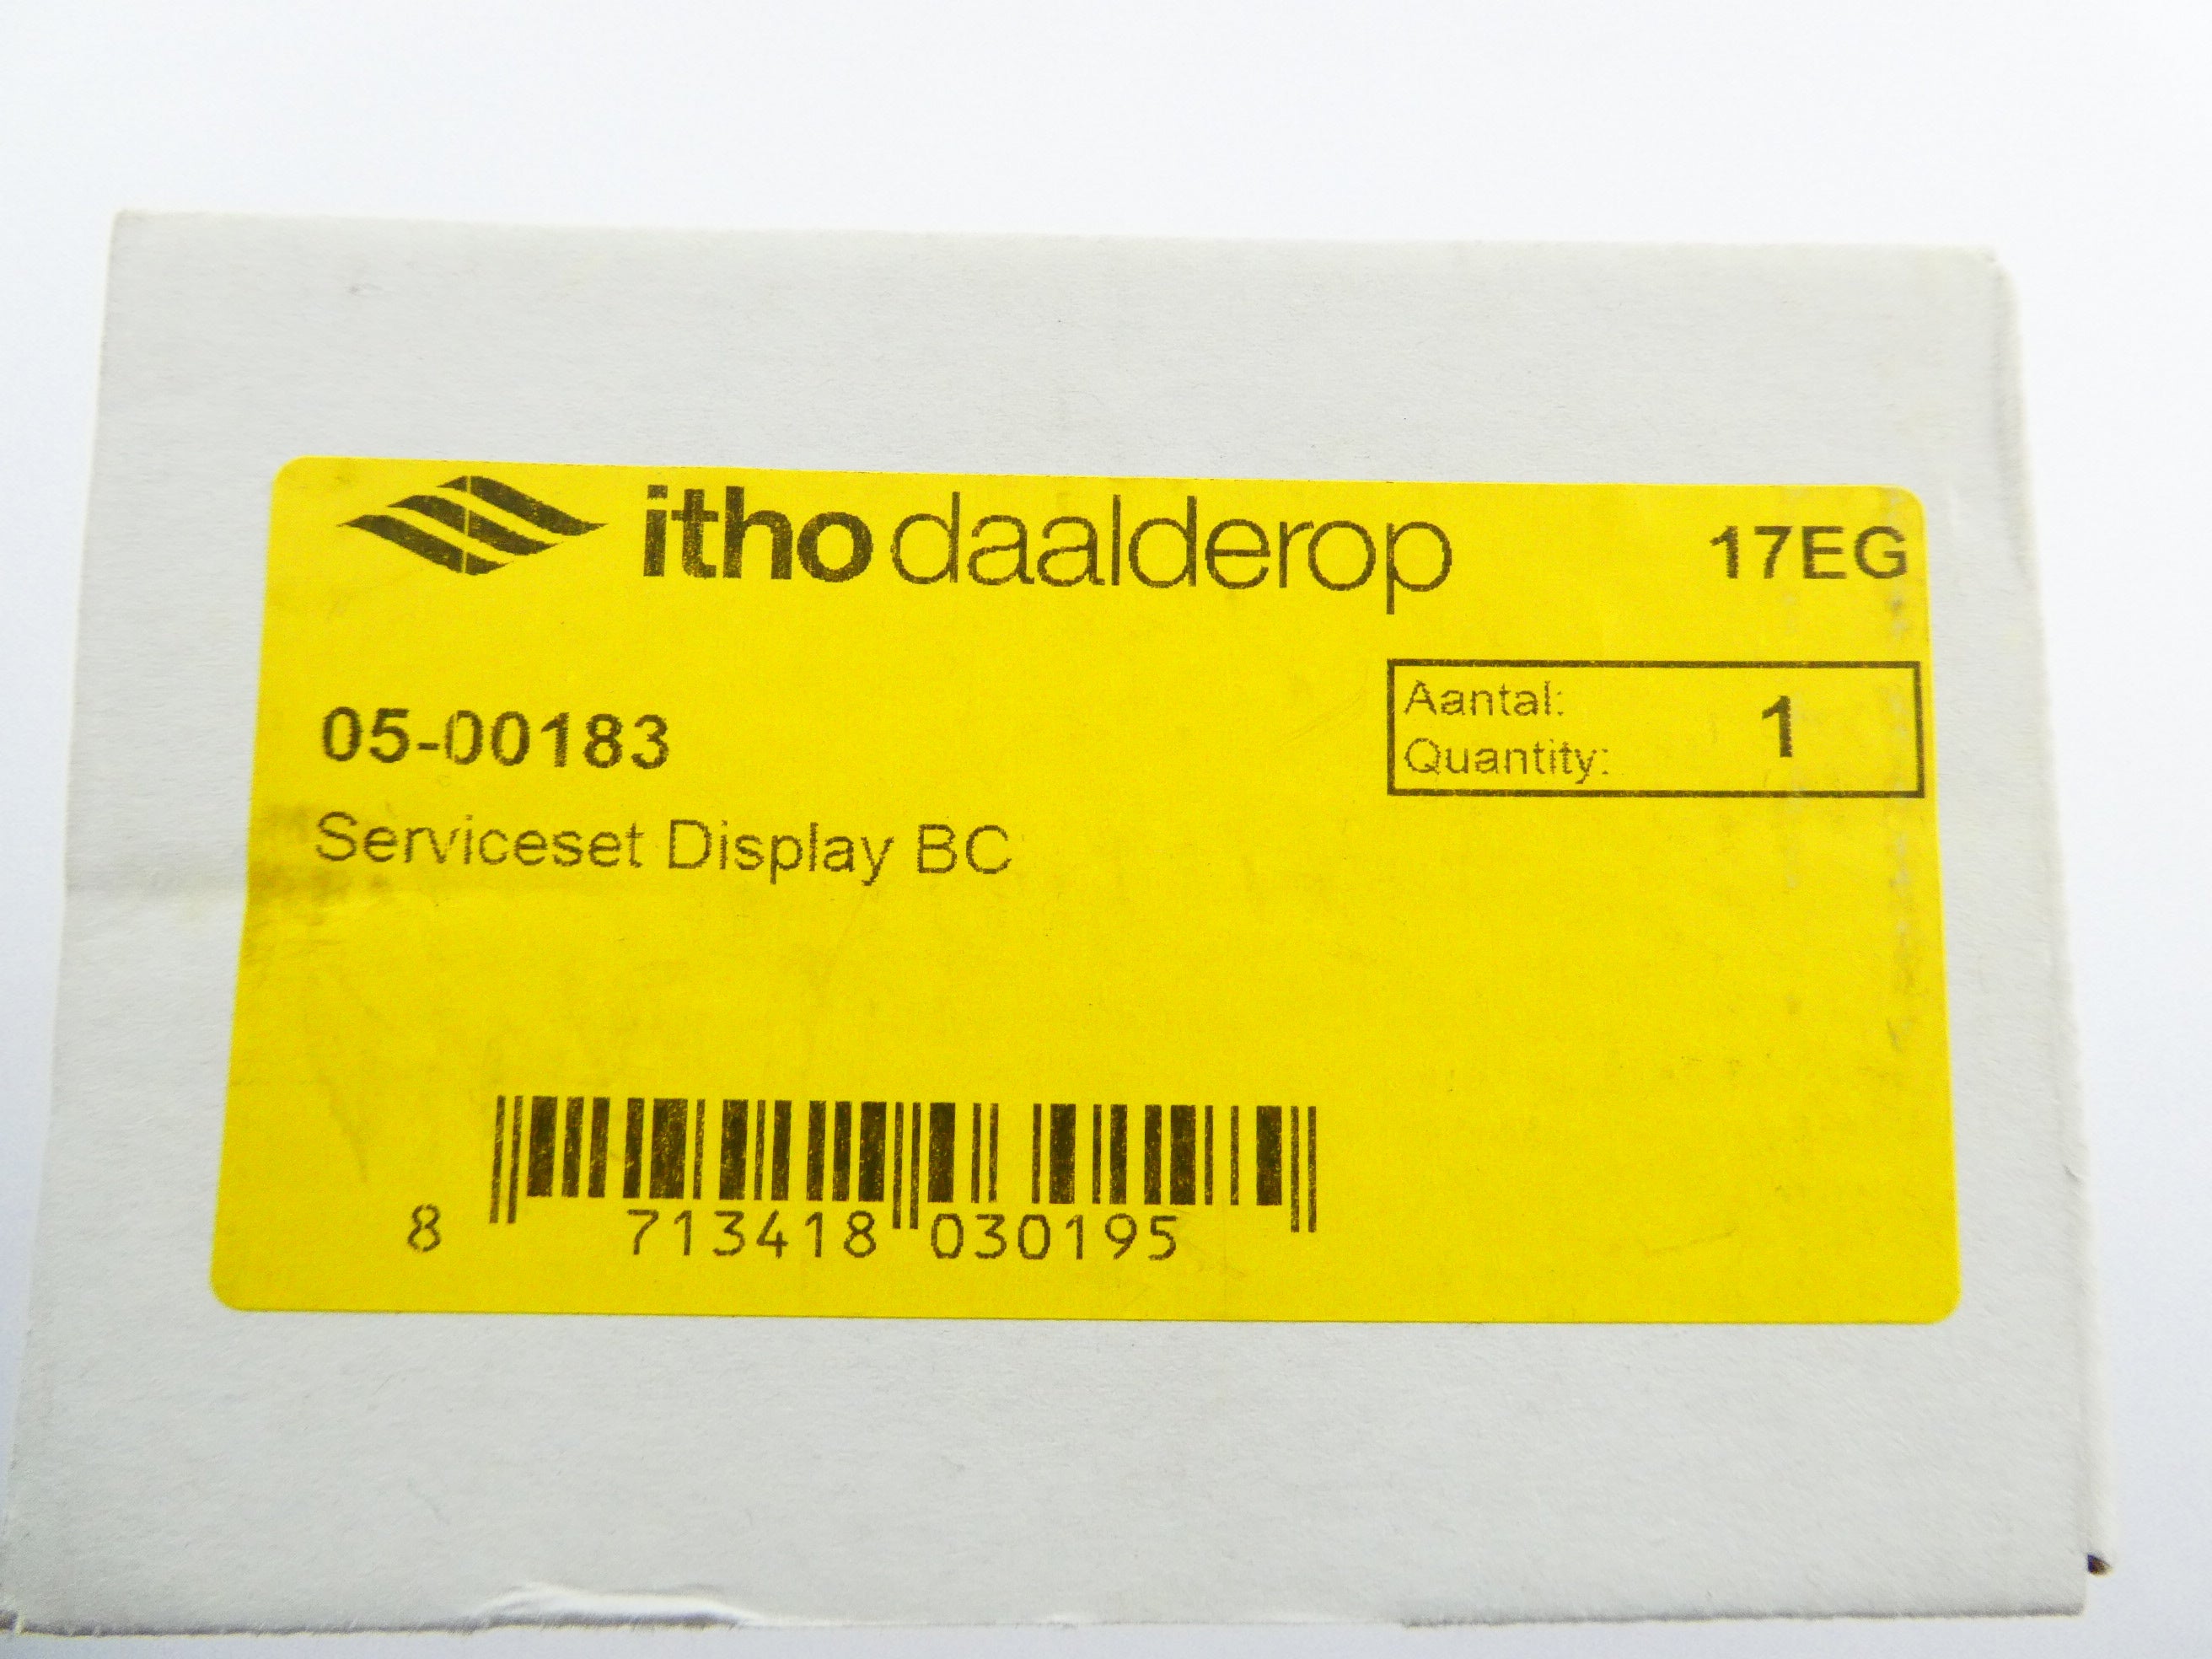 itho daalderop
17EG
05-00183
Aantal:
Quantity:
1
Serviceset Display BC
8 713418 030195